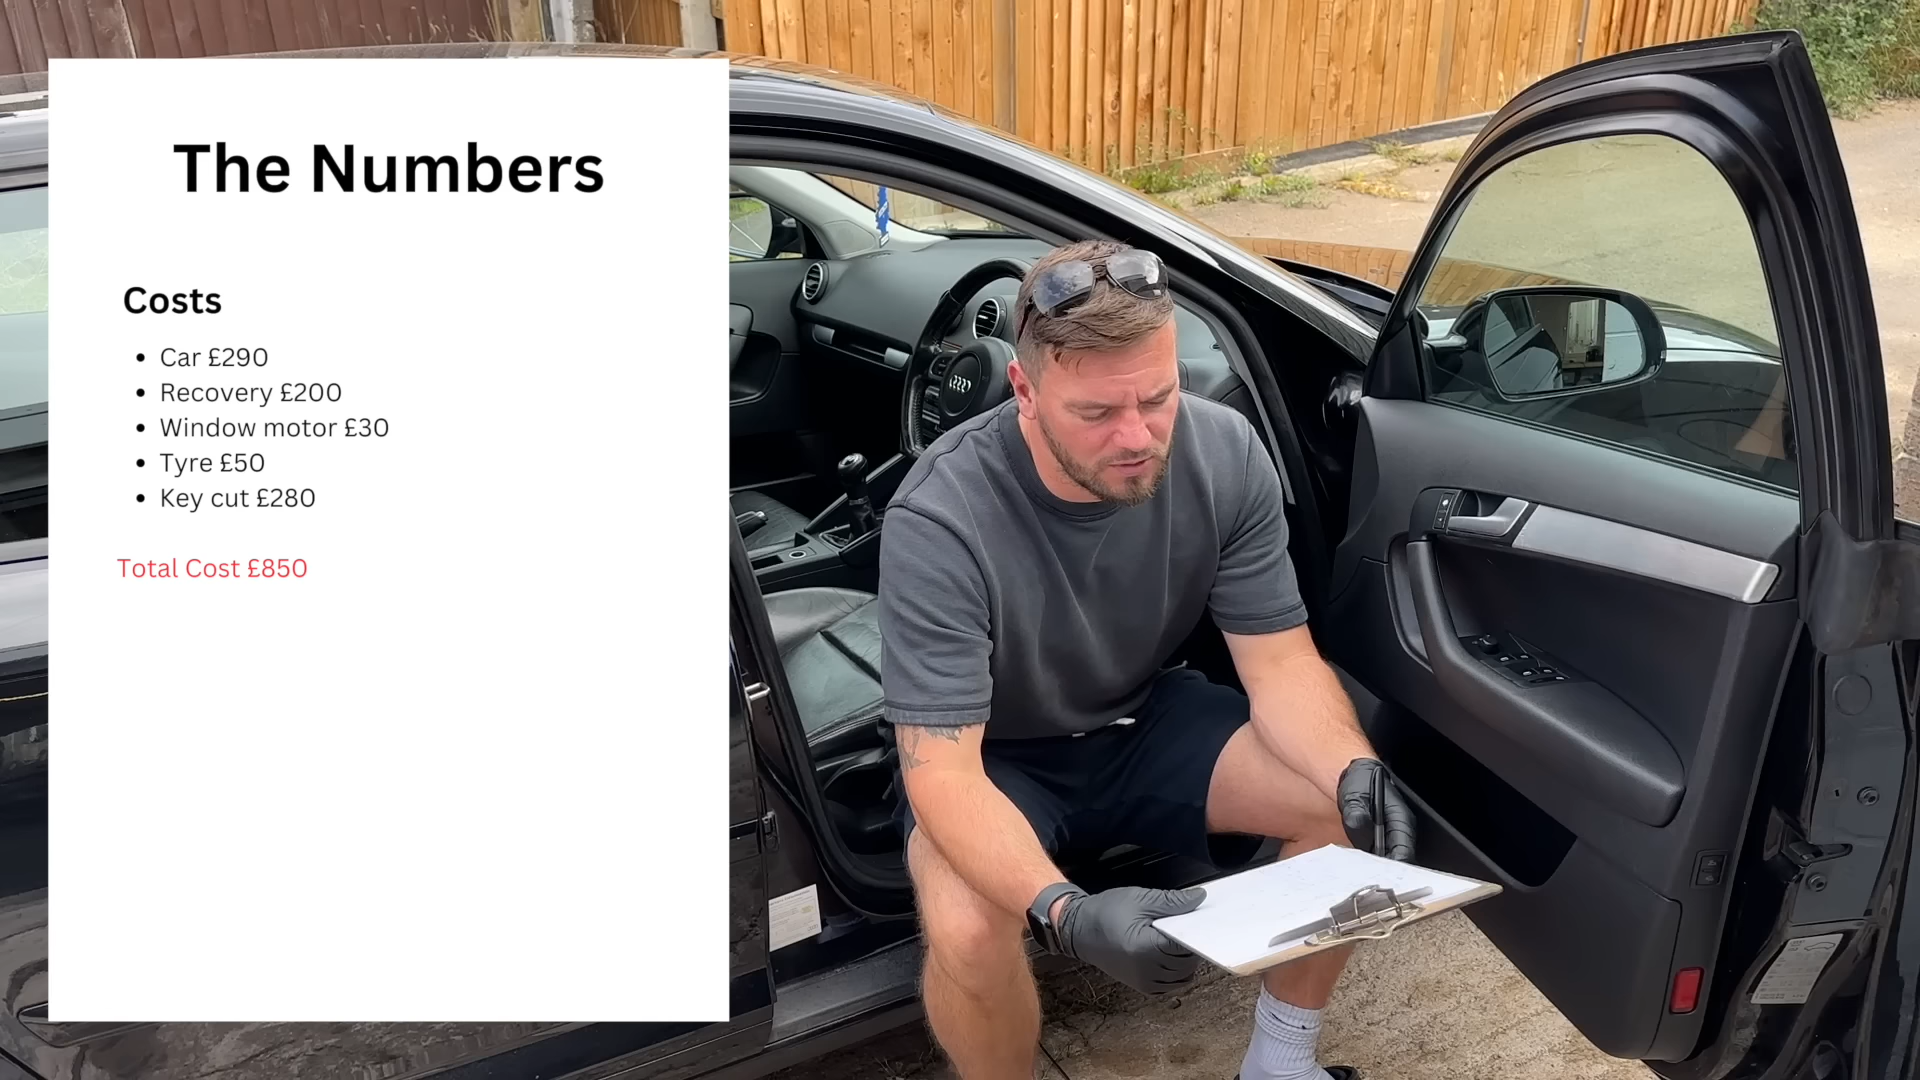 The Numbers
Costs
• Car £290
• Recovery £200
• Window motor £30
• Tyre £50
• Key cut £280
Total Cost £850